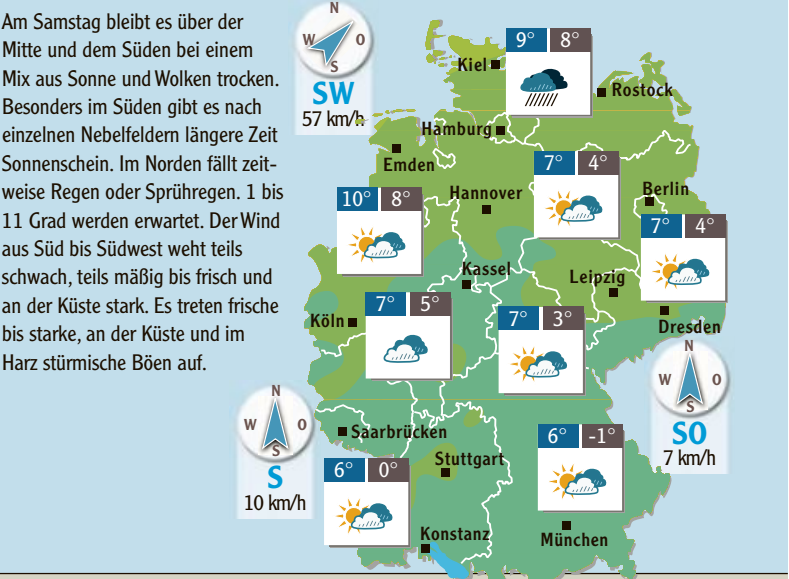 Am Samstag bleibt es über der
Mitte und dem Süden bei einem
Mix aus Sonne und Wolken trocken.
Besonders im Süden gibt es nach
einzelnen Nebelfeldern längere Zeit
Sonnenschein. Im Norden fällt zeit-
weise Regen oder Sprühregen. 1 bis
11 Grad werden erwartet. Der Wind
aus Süd bis Südwest weht teils
schwach, teils mäßig bis frisch und
an der Küste stark. Es treten frische
bis starke, an der Küste und im
Harz stürmische Böen auf.
N
W O
S
SW
57 km/h
9° 8°
Kiel
Rostock
Hamburg
Emden
7° 4°
Hannover
Berlin
10° 8°
7° 4°
Kassel
Leipzig
7° 5°
7° 3°
Köln
Dresden
N
W O
S
SO
7 km/h
N
W O
S
S
10 km/h
Saarbrücken
6° -1°
Stuttgart
6° 0°
Konstanz
München